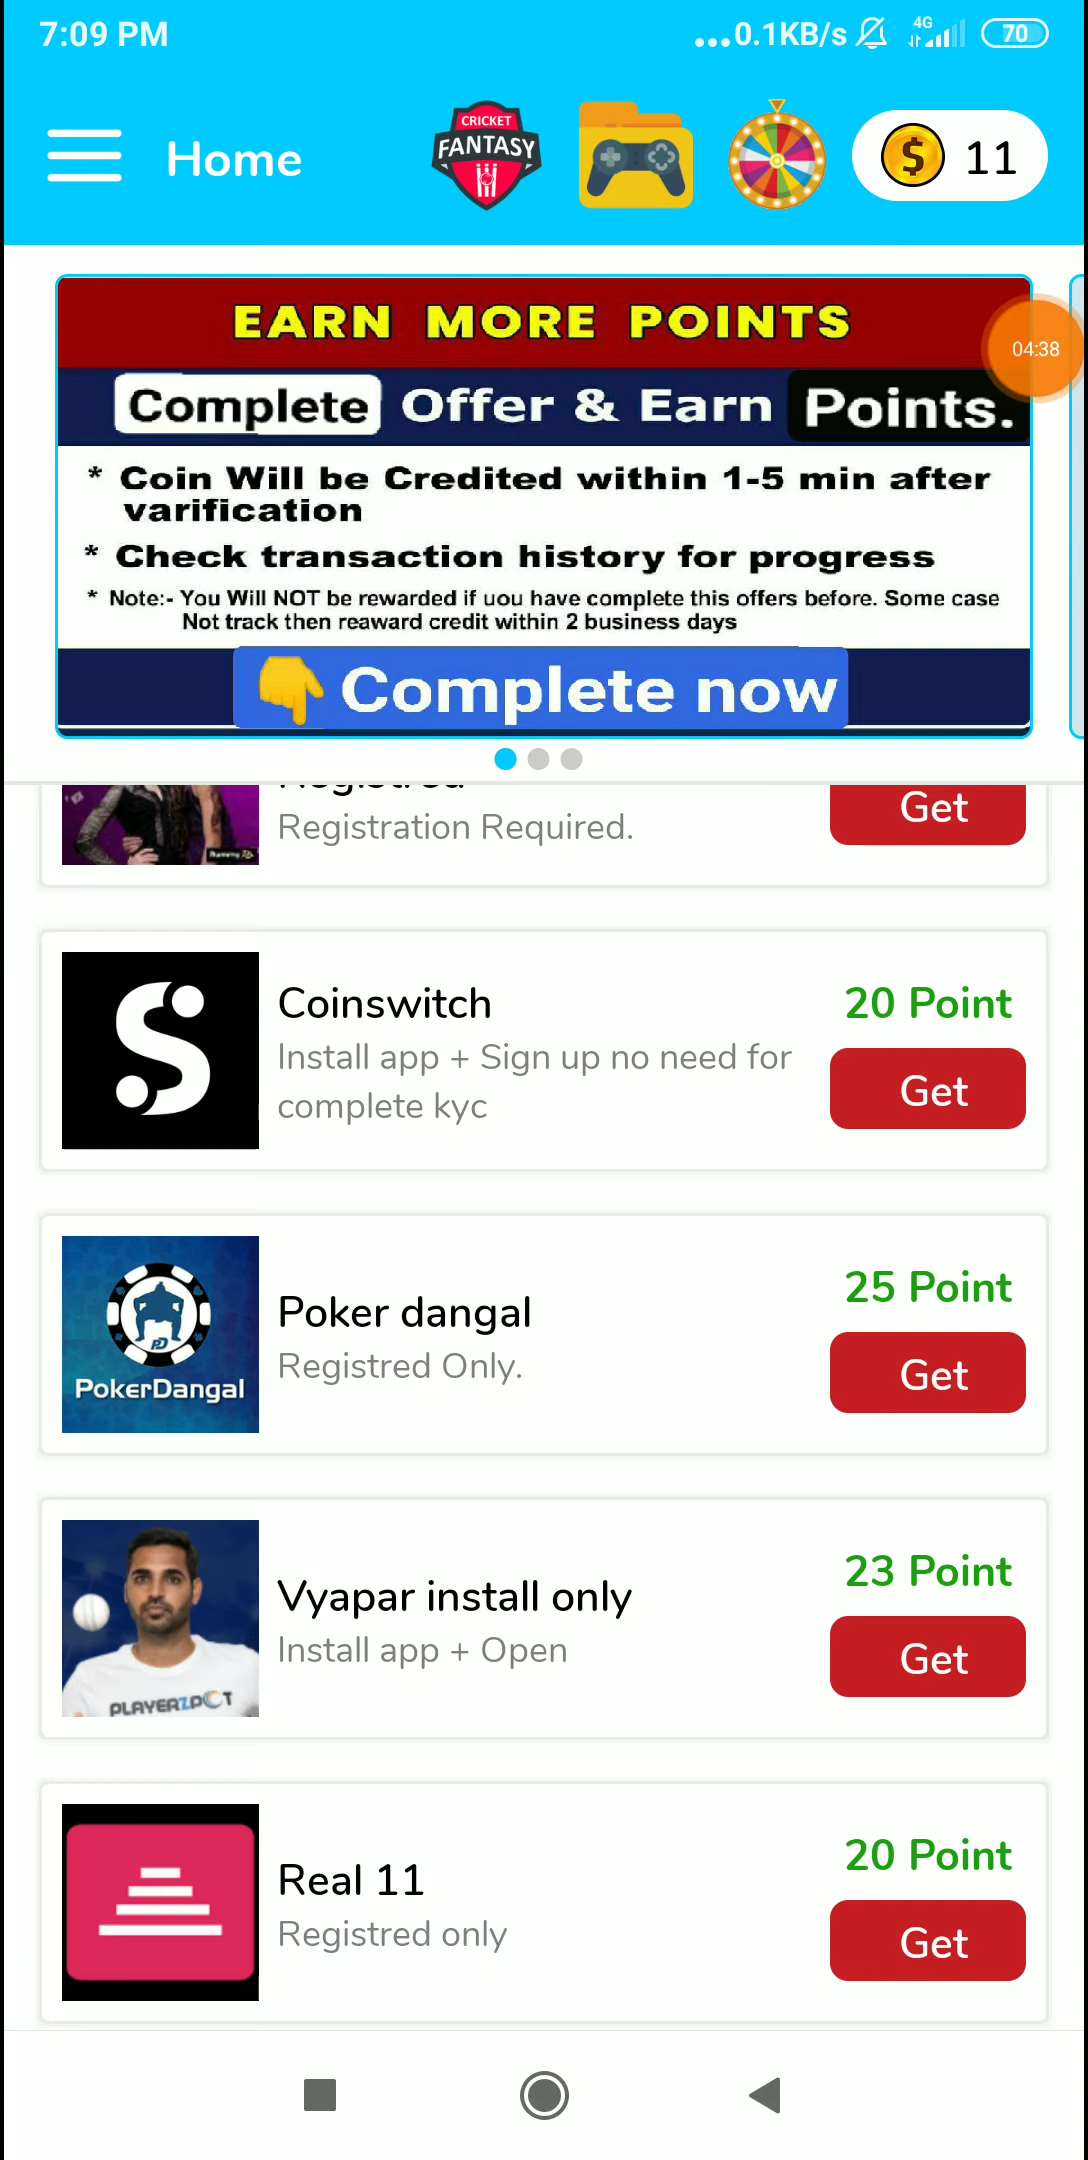 7:09 PM
...0.1KB/s 4G 70
Home
CRICKET
FANTASY
11
EARN MORE POINTS
04:38
Complete Offer & Earn Points.
* Coin Will be Credited within 1-5 min after
varification
* Check transaction history for progress
* Note:- You Will NOT be rewarded if uou have complete this offers before. Some case
Not track then reaward credit within 2 business days
👇 Complete now
Registration Required.
Get
Coinswitch
20 Point
Install app + Sign up no need for
complete kyc
Get
Poker dangal
25 Point
Registred Only.
Get
PokerDangal
Vyapar install only
23 Point
Install app + Open
Get
PLAYERZPOT
Real 11
20 Point
Registred only
Get